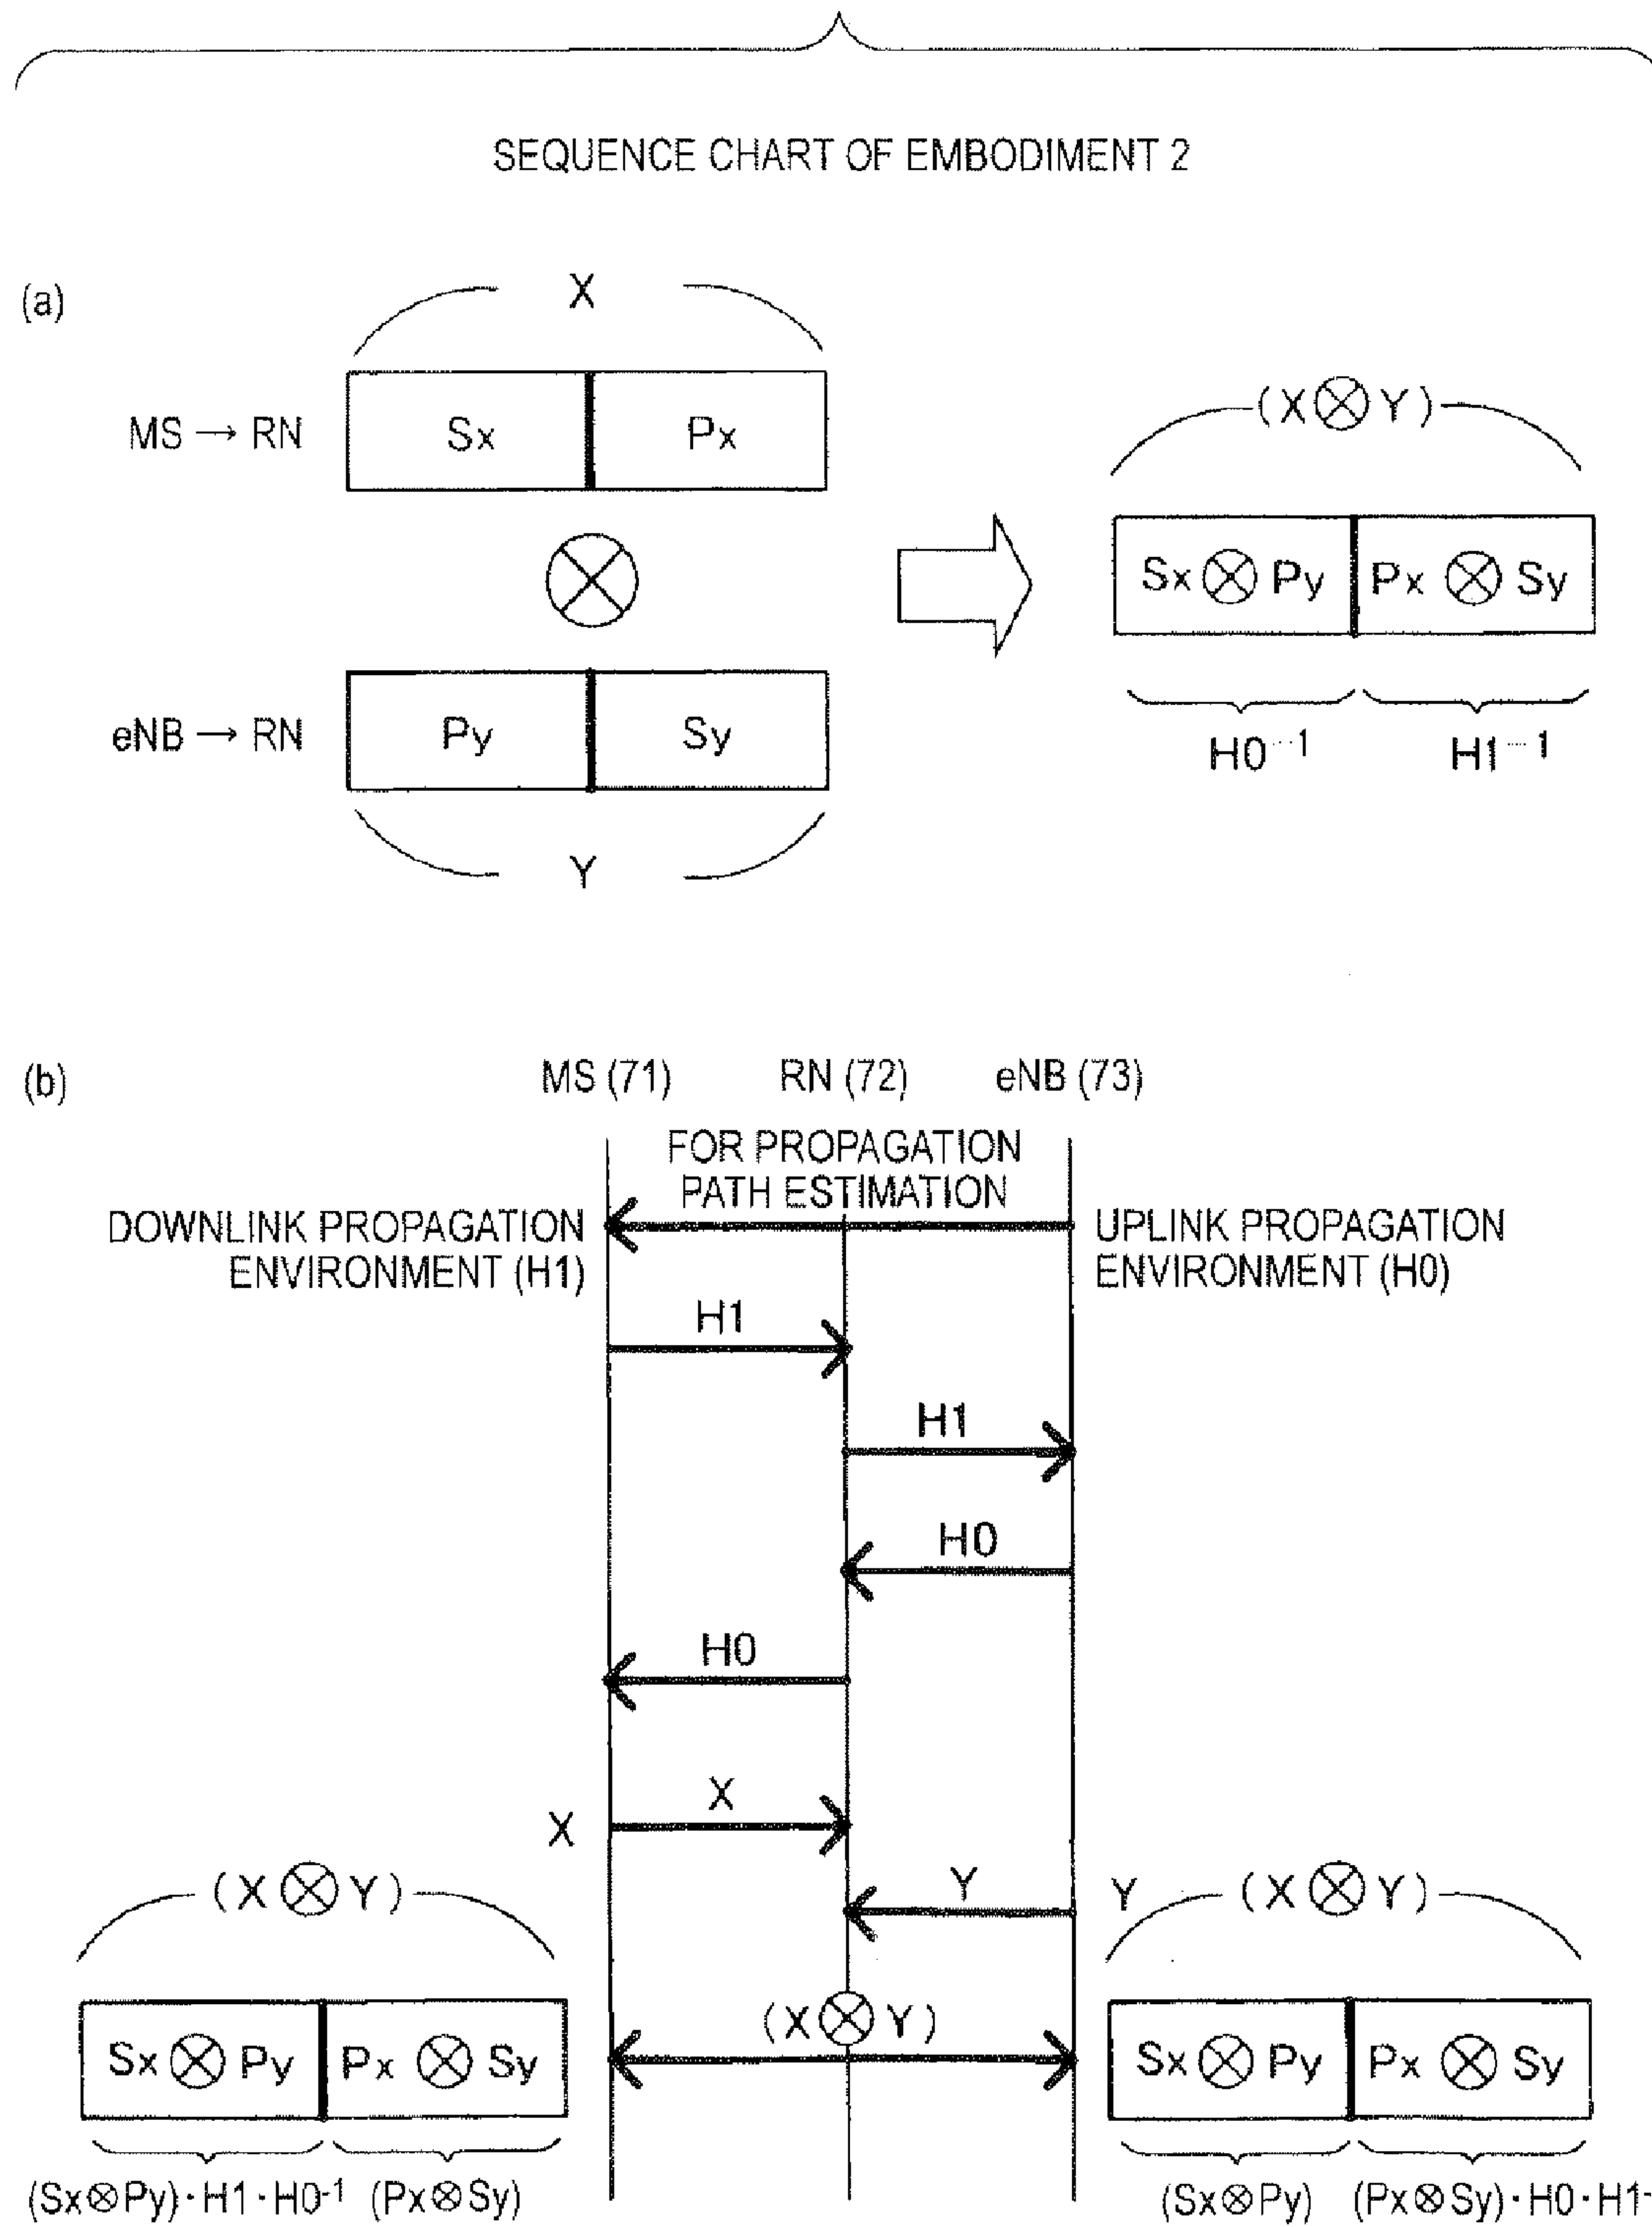 SEQUENCE CHART OF EMBODIMENT 2
(a)
X
MS → RN
Sx
Px
(X⊗Y)
Sx⊗Py
Px⊗Sy
⊗
eNB → RN
Py
Sy
H0⁻¹
H1⁻¹
Y
(b)
MS (71)
RN (72)
eNB (73)
FOR PROPAGATION
PATH ESTIMATION
DOWNLINK PROPAGATION
ENVIRONMENT (H1)
UPLINK PROPAGATION
ENVIRONMENT (H0)
H1
H1
H0
H0
X
X
Y
Y
(X⊗Y)
(X⊗Y)
(X⊗Y)
Sx⊗Py
Px⊗Sy
Sx⊗Py
Px⊗Sy
(Sx⊗Py)·H1·H0⁻¹
(Px⊗Sy)
(Sx⊗Py)
(Px⊗Sy)·H0·H1⁻